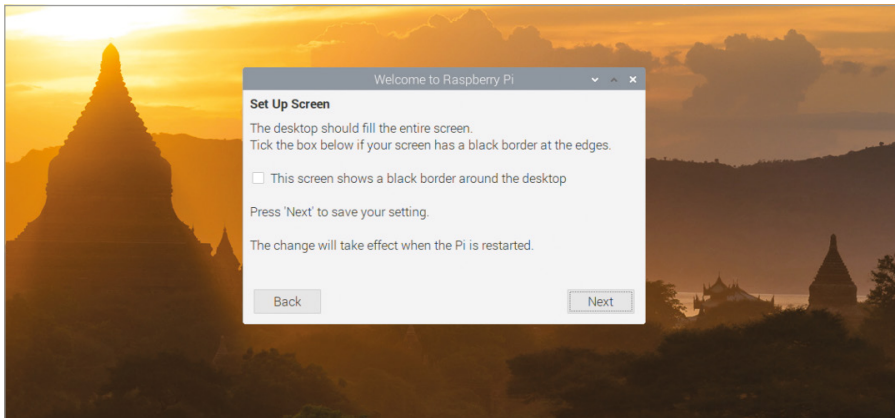 Welcome to Raspberry Pi
Set Up Screen
The desktop should fill the entire screen.
Tick the box below if your screen has a black border at the edges.
This screen shows a black border around the desktop
Press 'Next' to save your setting.
The change will take effect when the Pi is restarted.
Back
Next